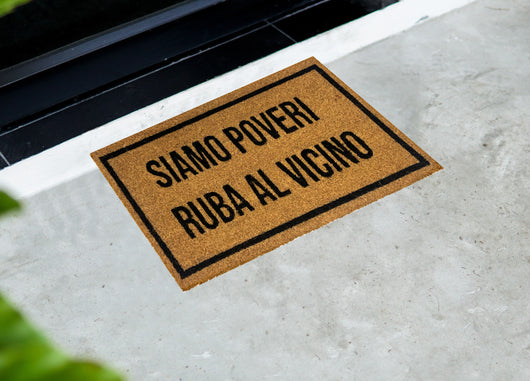 SIAMO POVERI
RUBA AL VICINO